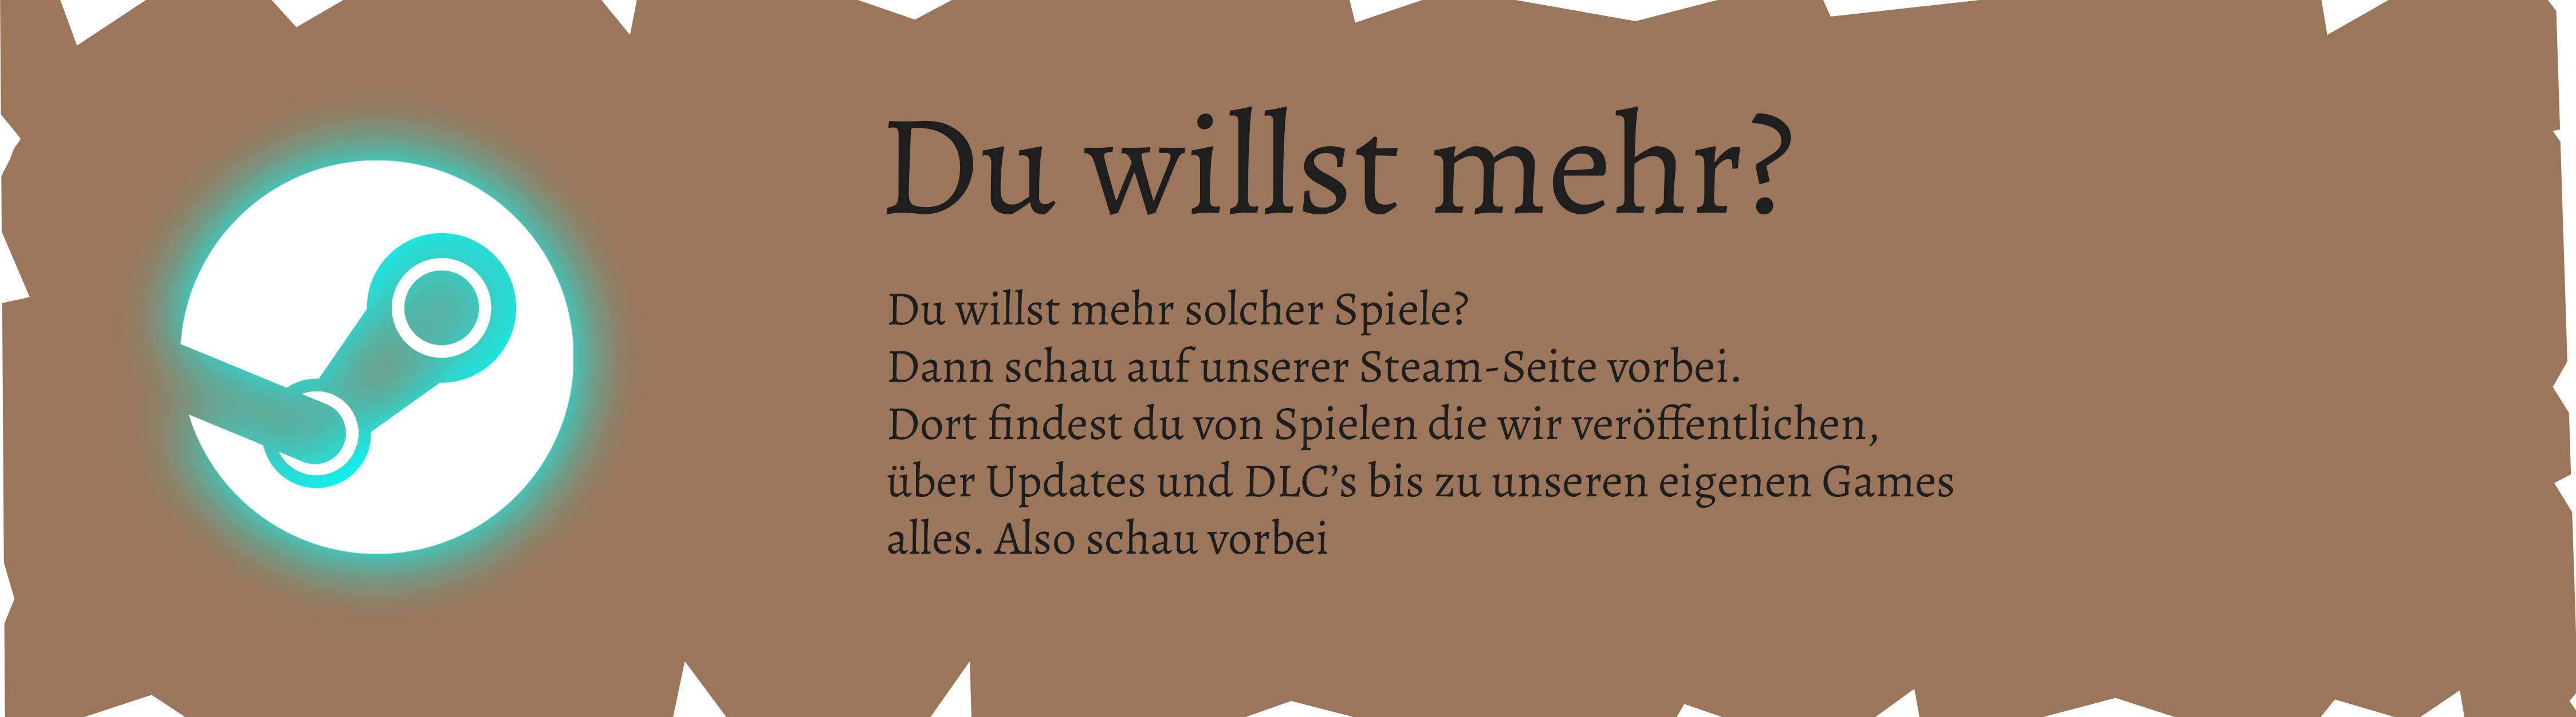 Du willst mehr?
Du willst mehr solcher Spiele?
Dann schau auf unserer Steam-Seite vorbei.
Dort findest du von Spielen die wir veröffentlichen,
über Updates und DLC’s bis zu unseren eigenen Games
alles. Also schau vorbei